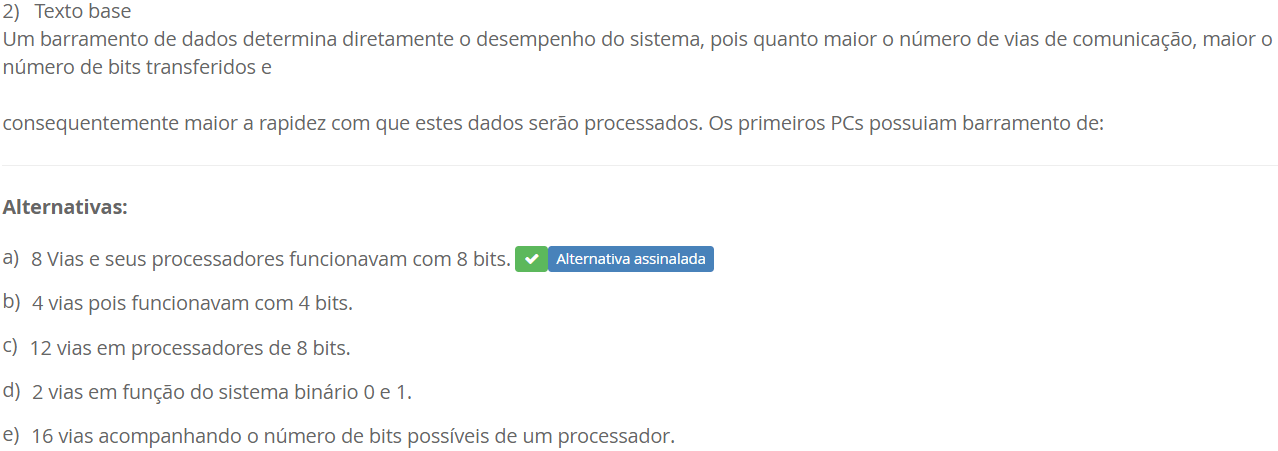 2) Texto base
Um barramento de dados determina diretamente o desempenho do sistema, pois quanto maior o número de vias de comunicação, maior o
número de bits transferidos e
consequentemente maior a rapidez com que estes dados serão processados. Os primeiros PCs possuiam barramento de:
Alternativas:
a) 8 Vias e seus processadores funcionavam com 8 bits. Alternativa assinalada
b) 4 vias pois funcionavam com 4 bits.
c) 12 vias em processadores de 8 bits.
d) 2 vias em função do sistema binário 0 e 1.
e) 16 vias acompanhando o número de bits possíveis de um processador.